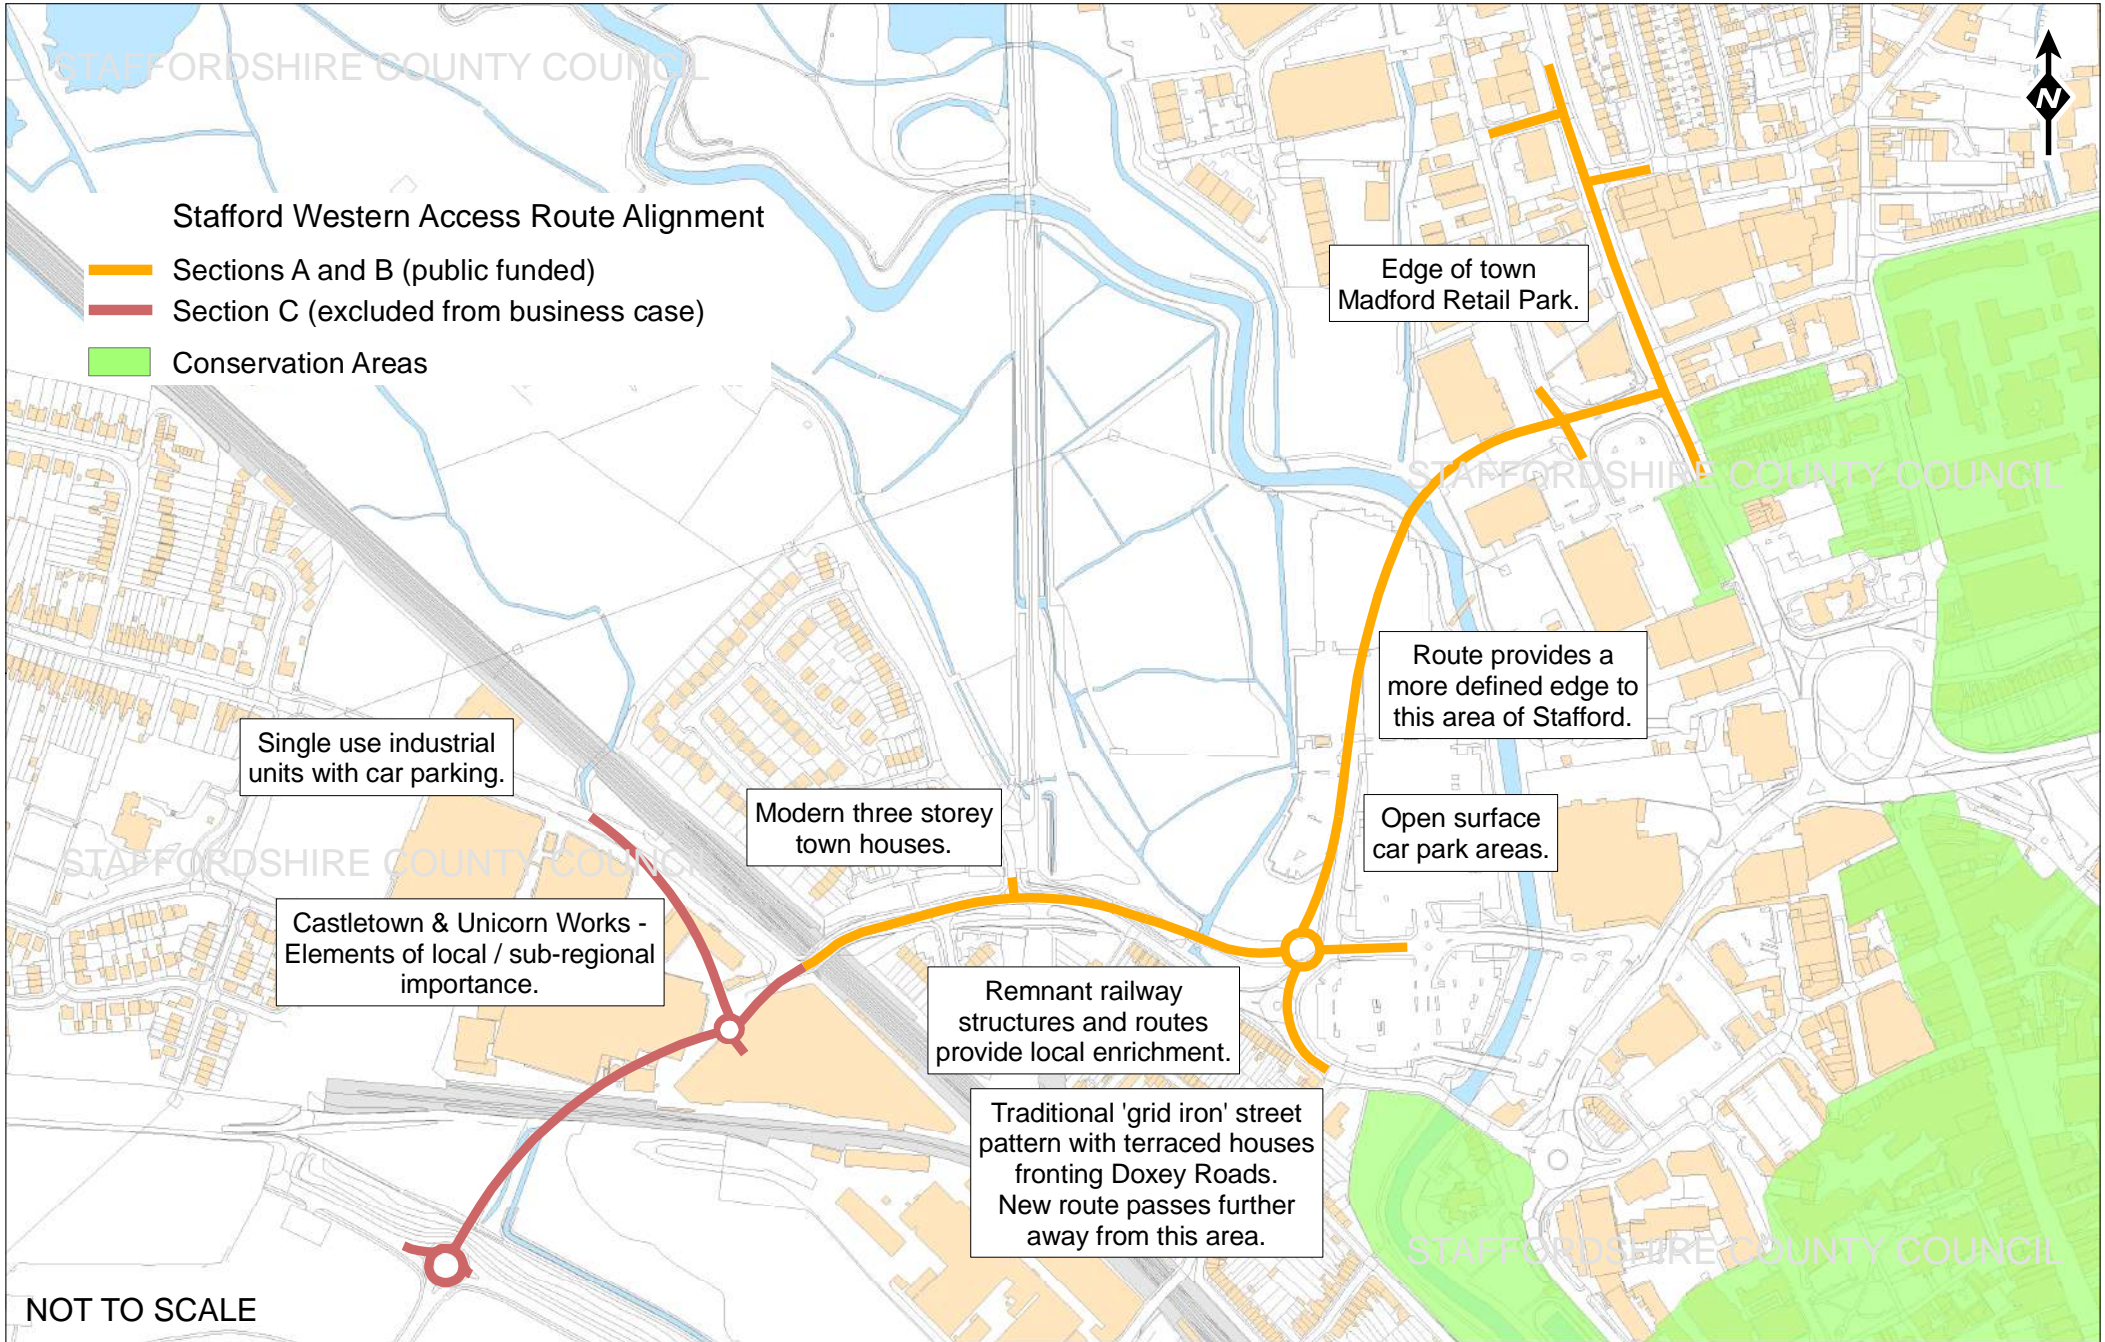 STAFFORDSHIRE COUNTY COUNCIL
N
Stafford Western Access Route Alignment
Sections A and B (public funded)
Section C (excluded from business case)
Conservation Areas
Edge of town
Madford Retail Park.
STAFFORDSHIRE COUNTY COUNCIL
Route provides a
more defined edge to
this area of Stafford.
Single use industrial
units with car parking.
Modern three storey
town houses.
Open surface
car park areas.
STAFFORDSHIRE COUNTY COUNCIL
Castletown & Unicorn Works -
Elements of local / sub-regional
importance.
Remnant railway
structures and routes
provide local enrichment.
Traditional 'grid iron' street
pattern with terraced houses
fronting Doxey Roads.
New route passes further
away from this area.
STAFFORDSHIRE COUNTY COUNCIL
NOT TO SCALE